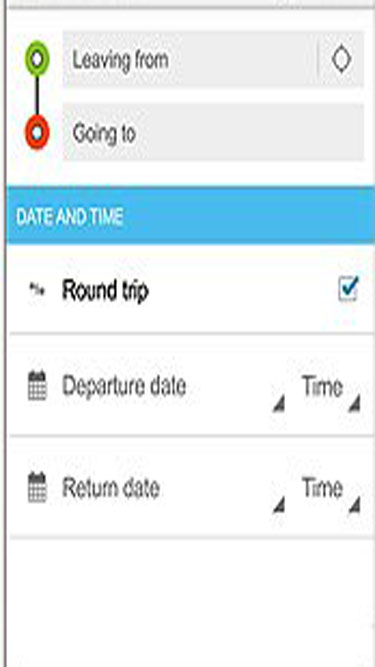 Leaving from
Going to
DATE AND TIME
Round trip
Departure date Time
Return date Time